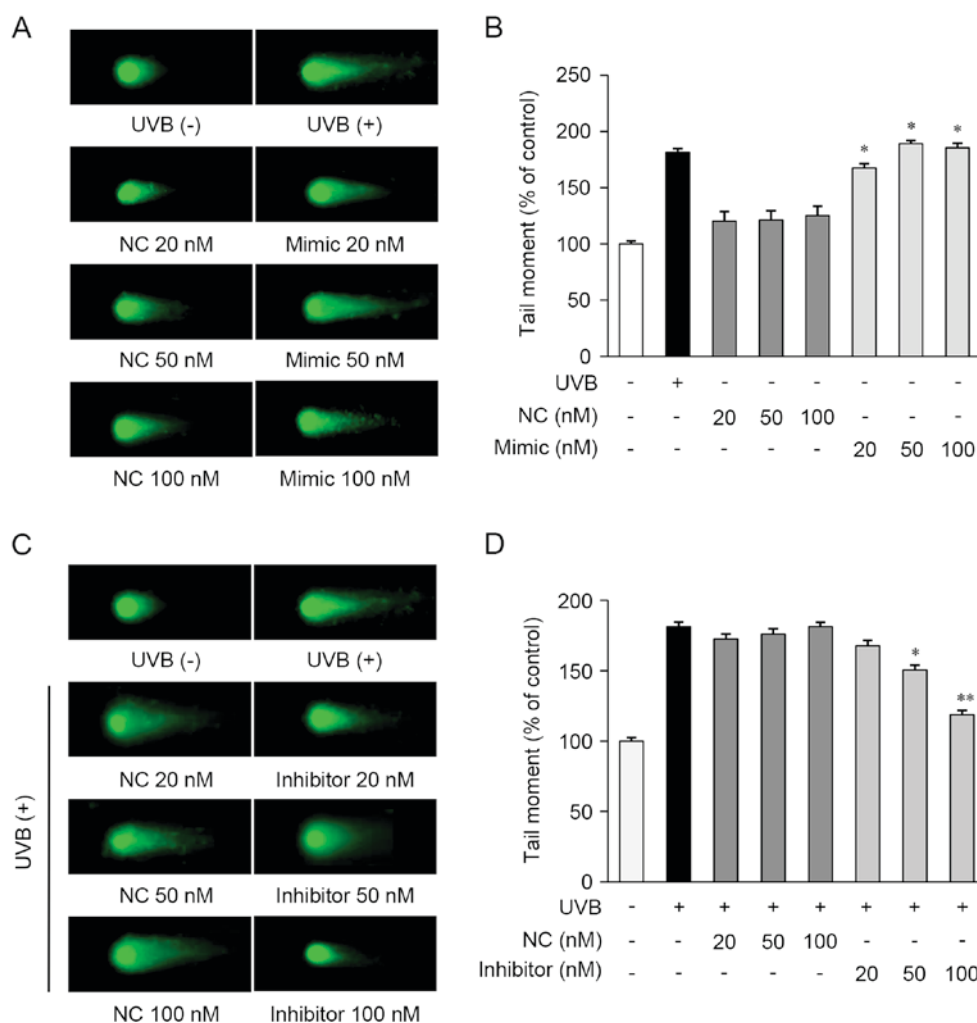 A
UVB (-) UVB (+)
NC 20 nM Mimic 20 nM
NC 50 nM Mimic 50 nM
NC 100 nM Mimic 100 nM
B
Tail moment (% of control)
250
200
150
100
50
0
* * *
UVB - + - - - - - -
NC (nM) - - 20 50 100 - - -
Mimic (nM) - - - - - 20 50 100
C
UVB (-) UVB (+)
UVB (+)
NC 20 nM Inhibitor 20 nM
NC 50 nM Inhibitor 50 nM
NC 100 nM Inhibitor 100 nM
D
Tail moment (% of control)
200
150
100
50
0
* **
UVB - + + + + + + +
NC (nM) - - 20 50 100 - - -
Inhibitor (nM) - - - - - 20 50 100